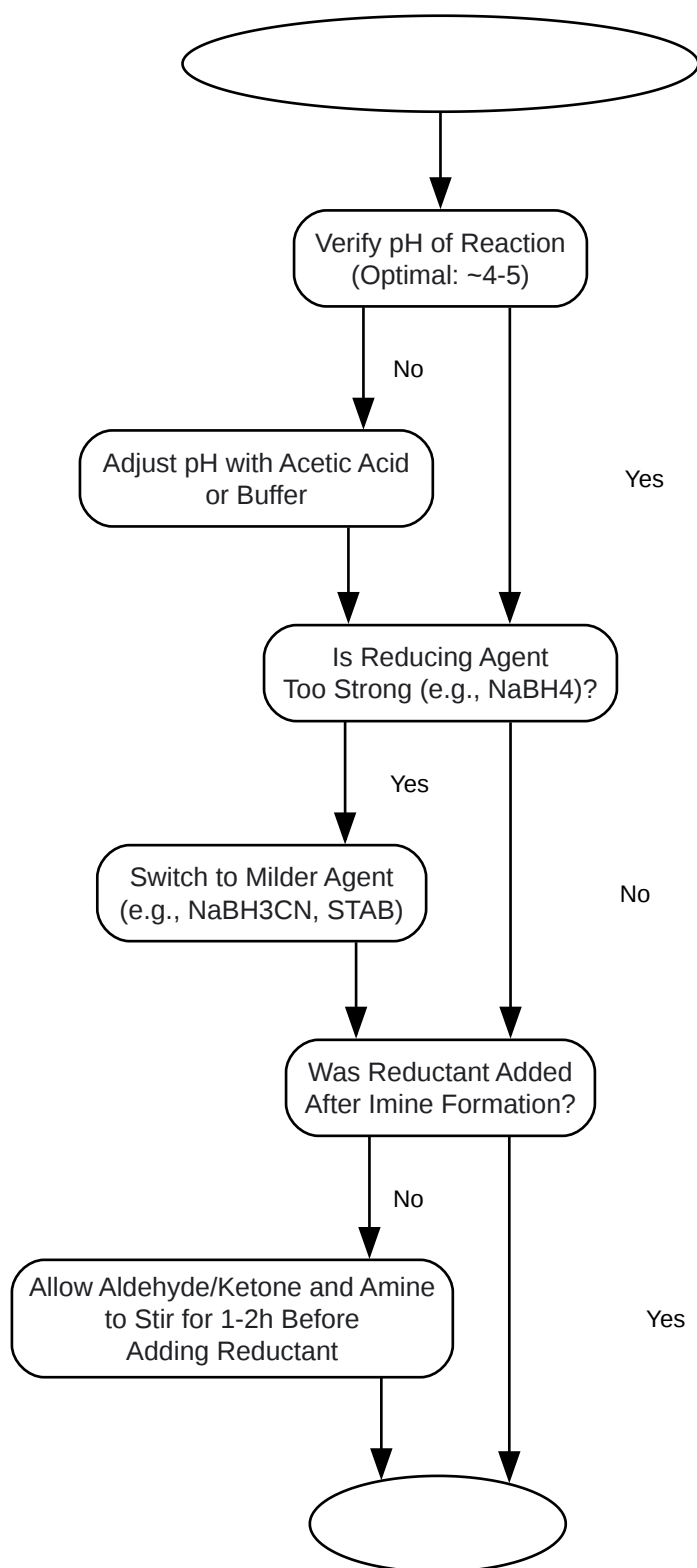 Verify pH of Reaction
(Optimal: ~4-5)
No
Adjust pH with Acetic Acid
or Buffer
Yes
Is Reducing Agent
Too Strong (e.g., NaBH4)?
Yes
Switch to Milder Agent
(e.g., NaBH3CN, STAB)
No
Was Reductant Added
After Imine Formation?
No
Allow Aldehyde/Ketone and Amine
to Stir for 1-2h Before
Adding Reductant
Yes